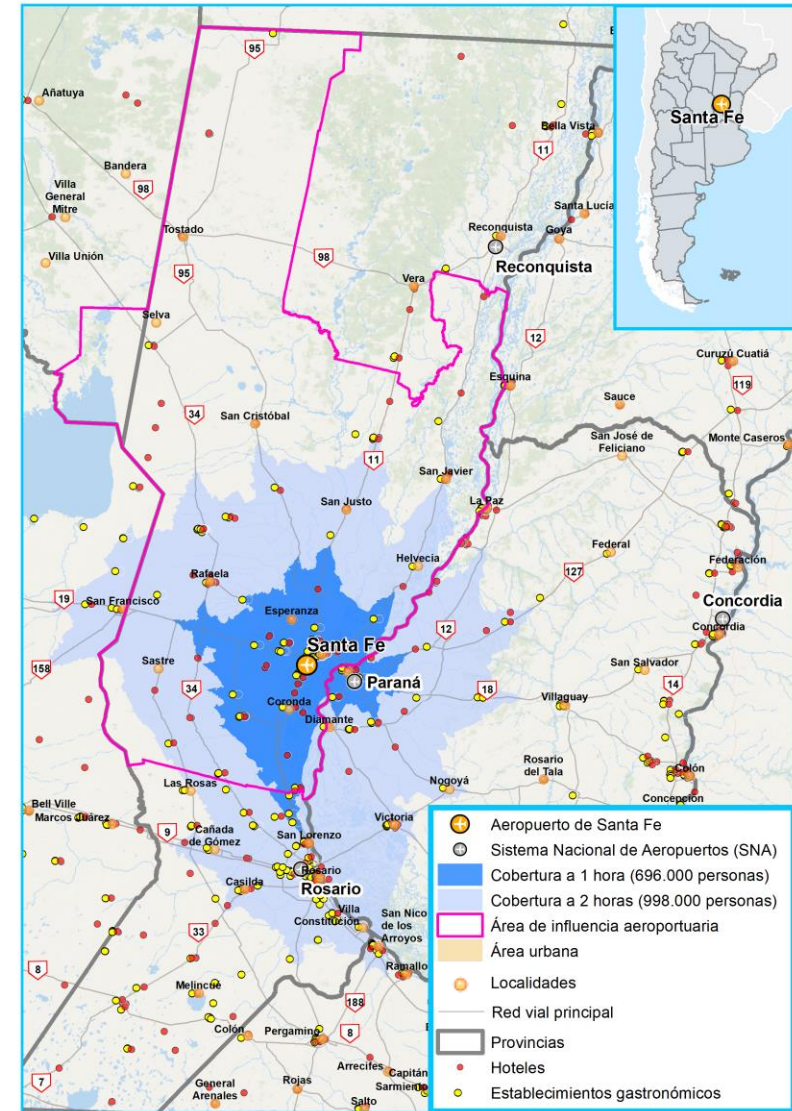 95
Añatuya
Bella Vista
11
Santa Fe
Bandera
98
Villa
General
Mitre
Santa Lucía
Reconquista
Goya
Tostado
Villa Unión
98
Reconquista
95
Vera
Selva
12
Curuzú Cuatiá
Esquina
119
34
Sauce
San Cristóbal
San José de
Feliciano
Monte Caseros
11
San Javier
San Justo
La Paz
Federal
Helvecia
127
Federación
Rafaela
19
San Francisco
Esperanza
Concordia
12
Concordia
Santa Fe
158
Sastre
San Salvador
Paraná
34
14
18
Coronda
Villaguay
Diamante
Rosario
del Tala
Colón
Las Rosas
Nogoyá
Concepción
Bell Ville
Marcos Juárez
9
Victoria
San Lorenzo
Cañada
de Gómez
Rosario
Casilda
Rosario
Villa
Constitución
San Nico
de los
Arroyos
33
8
Ramallo
Melincué
188
Colón
Pergamino
8
Arrecifes
Capitán
Sarmiento
7
General
Arenales
Rojas
Salto
Aeropuerto de Santa Fe
Sistema Nacional de Aeropuertos (SNA)
Cobertura a 1 hora (696.000 personas)
Cobertura a 2 horas (998.000 personas)
Área de influencia aeroportuaria
Área urbana
Localidades
Red vial principal
Provincias
Hoteles
Establecimientos gastronómicos